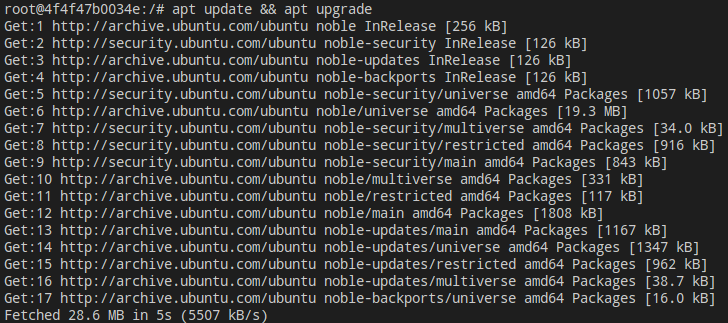 root@4f4f47b0034e:/# apt update && apt upgrade
Get:1 http://archive.ubuntu.com/ubuntu noble InRelease [256 kB]
Get:2 http://security.ubuntu.com/ubuntu noble-security InRelease [126 kB]
Get:3 http://archive.ubuntu.com/ubuntu noble-updates InRelease [126 kB]
Get:4 http://archive.ubuntu.com/ubuntu noble-backports InRelease [126 kB]
Get:5 http://security.ubuntu.com/ubuntu noble-security/universe amd64 Packages [1057 kB]
Get:6 http://archive.ubuntu.com/ubuntu noble/universe amd64 Packages [19.3 MB]
Get:7 http://security.ubuntu.com/ubuntu noble-security/multiverse amd64 Packages [34.0 kB]
Get:8 http://security.ubuntu.com/ubuntu noble-security/restricted amd64 Packages [916 kB]
Get:9 http://security.ubuntu.com/ubuntu noble-security/main amd64 Packages [843 kB]
Get:10 http://archive.ubuntu.com/ubuntu noble/multiverse amd64 Packages [331 kB]
Get:11 http://archive.ubuntu.com/ubuntu noble/restricted amd64 Packages [117 kB]
Get:12 http://archive.ubuntu.com/ubuntu noble/main amd64 Packages [1808 kB]
Get:13 http://archive.ubuntu.com/ubuntu noble-updates/main amd64 Packages [1167 kB]
Get:14 http://archive.ubuntu.com/ubuntu noble-updates/universe amd64 Packages [1347 kB]
Get:15 http://archive.ubuntu.com/ubuntu noble-updates/restricted amd64 Packages [962 kB]
Get:16 http://archive.ubuntu.com/ubuntu noble-updates/multiverse amd64 Packages [38.7 kB]
Get:17 http://archive.ubuntu.com/ubuntu noble-backports/universe amd64 Packages [16.0 kB]
Fetched 28.6 MB in 5s (5507 kB/s)